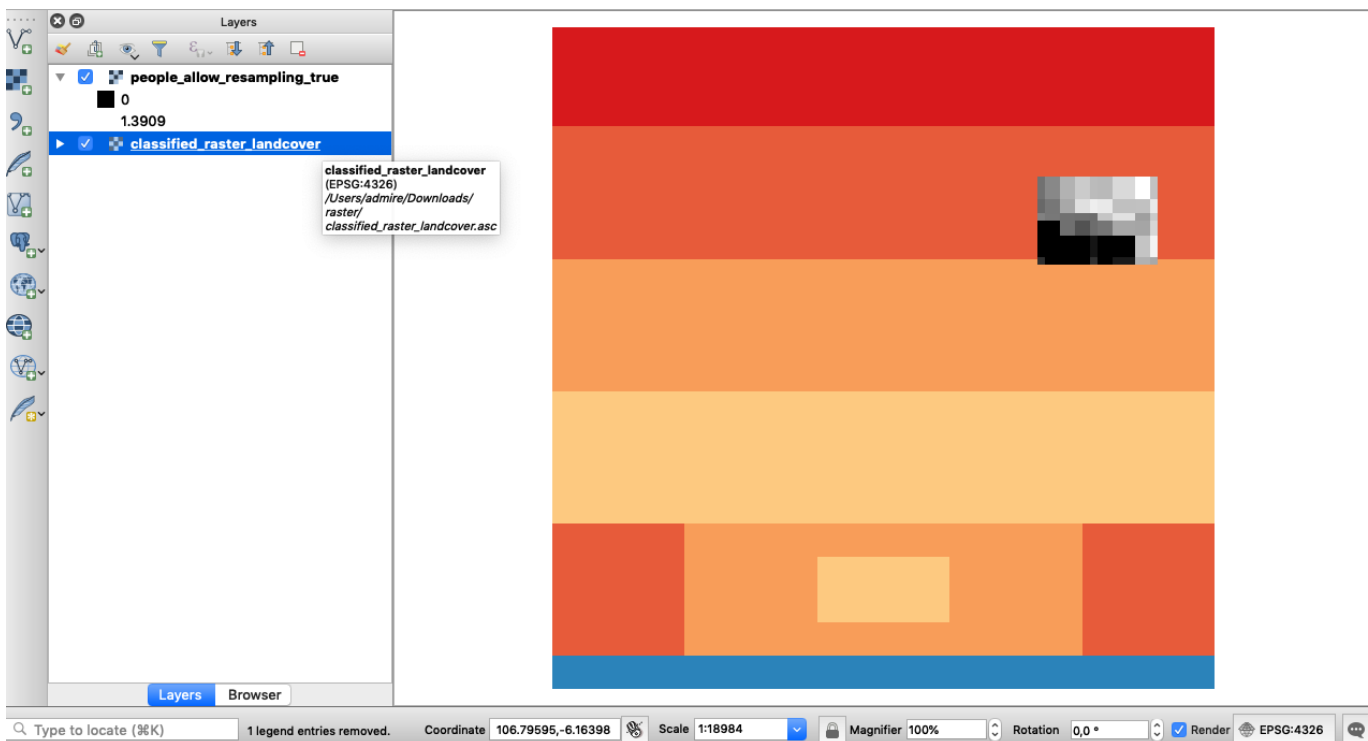 Layers
people_allow_resampling_true
0
1.3909
classified_raster_landcover
classified_raster_landcover
(EPSG:4326)
/Users/admire/Downloads/
raster/
classified_raster_landcover.asc
Layers Browser
Type to locate (⌘K) 1 legend entries removed. Coordinate 106.79595,-6.16398 Scale 1:18984 Magnifier 100% Rotation 0,0 ° Render EPSG:4326